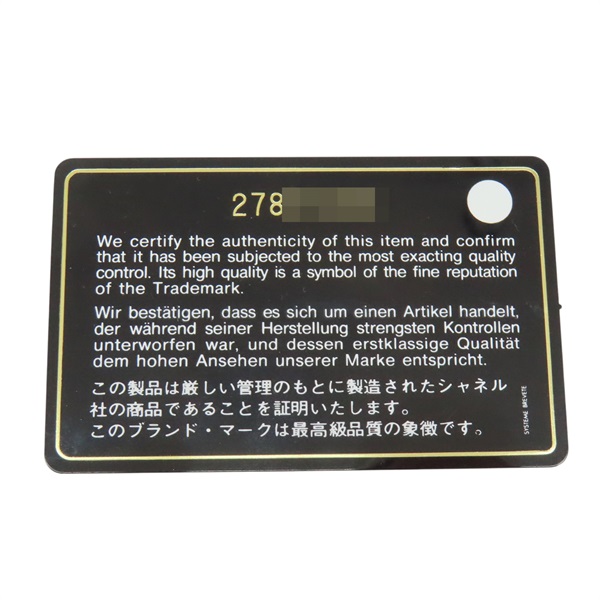 278
We certify the authenticity of this item and confirm
that it has been subjected to the most exacting quality
control. Its high quality is a symbol of the fine reputation
of the Trademark.
Wir bestätigen, dass es sich um einen Artikel handelt,
der während seiner Herstellung strengsten Kontrollen
unterworfen war, und dessen erstklassige Qualität
dem hohen Ansehen unserer Marke entspricht.
この製品は厳しい管理のもとに製造されたシャネル
社の商品であることを証明いたします。
このブランド・マークは最高級品質の象徴です。
SYSTEME BREVETE